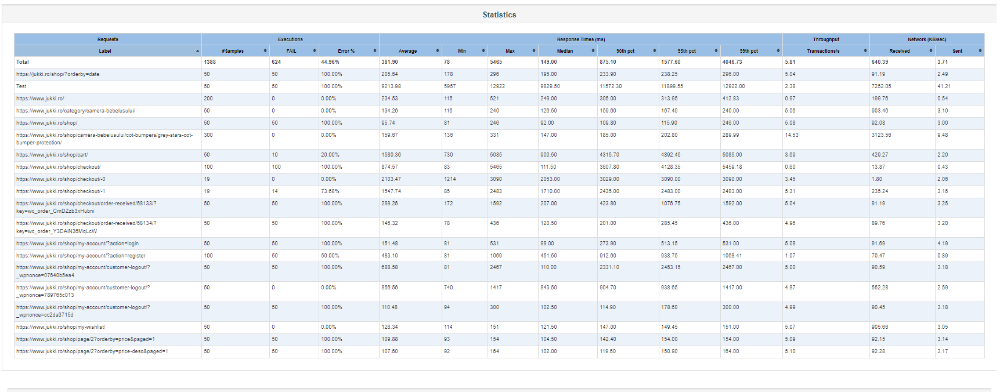 Statistics
Requests Executions Response Times (ms) Throughput Network (KB/sec)
Label #Samples FAIL Error % Average Min Max Median 90th pct 95th pct 99th pct Transactions/s Received Sent
Total 1388 624 44.96% 381.90 78 5465 149.00 875.10 1577.60 4046.73 5.81 640.39 3.71
https://jukki.ro/shop/?orderby=date 50 50 100.00% 205.64 178 296 195.00 233.90 238.25 296.00 5.04 91.19 2.49
Test 50 50 100.00% 9213.98 5957 12922 9829.50 11572.30 11899.55 12922.00 2.38 7252.05 41.21
https://www.jukki.ro/ 200 0 0.00% 234.53 115 521 249.00 306.00 313.95 412.83 0.97 199.76 0.54
https://www.jukki.ro/category/camera-bebelusului/ 50 0 0.00% 134.26 116 240 126.50 159.60 167.40 240.00 5.06 903.46 3.10
https://www.jukki.ro/shop/ 50 50 100.00% 95.74 81 246 92.00 109.80 115.90 246.00 5.08 92.08 3.00
https://www.jukki.ro/shop/camera-bebelusului/cot-bumpers/grey-stars-cot- 300 0 0.00% 159.67 136 331 147.00 185.00 202.80 289.99 14.53 3123.56 9.48
bumper-protection/
https://www.jukki.ro/shop/cart/ 50 10 20.00% 1580.36 730 5085 900.50 4315.70 4892.45 5085.00 3.69 429.27 2.20
https://www.jukki.ro/shop/checkout/ 100 100 100.00% 874.57 83 5465 111.50 3607.80 4128.35 5459.18 0.60 13.87 0.43
https://www.jukki.ro/shop/checkout/-0 19 0 0.00% 2103.47 1214 3090 2053.00 3029.00 3090.00 3090.00 3.45 1.80 2.06
https://www.jukki.ro/shop/checkout/-1 19 14 73.68% 1547.74 85 2483 1710.00 2435.00 2483.00 2483.00 5.31 235.24 3.16
https://www.jukki.ro/shop/checkout/order-received/68133/? 50 50 100.00% 289.26 172 1592 207.00 423.80 1076.75 1592.00 5.04 91.19 3.25
key=wc_order_CmDZzb3xHubni
https://www.jukki.ro/shop/checkout/order-received/68134/? 50 50 100.00% 146.32 78 436 120.50 201.00 285.45 436.00 4.96 89.76 3.20
key=wc_order_Y3DAIN36MqLcW
https://www.jukki.ro/shop/my-account/?action=login 50 50 100.00% 151.48 81 531 98.00 273.90 513.15 531.00 5.08 91.69 4.19
https://www.jukki.ro/shop/my-account/?action=register 100 50 50.00% 483.10 81 1069 451.50 912.60 938.75 1068.41 1.07 70.47 0.89
https://www.jukki.ro/shop/my-account/customer-logout/? 50 50 100.00% 688.58 81 2467 110.00 2331.10 2463.15 2467.00 5.00 90.59 3.18
_wpnonce=07640b5ea4
https://www.jukki.ro/shop/my-account/customer-logout/? 50 0 0.00% 856.56 740 1417 843.50 904.70 938.65 1417.00 4.87 552.28 2.59
_wpnonce=789765c013
https://www.jukki.ro/shop/my-account/customer-logout/? 50 50 100.00% 110.48 94 300 102.50 114.90 178.60 300.00 4.99 90.45 3.18
_wpnonce=cc2da3715d
https://www.jukki.ro/shop/my-wishlist/ 50 0 0.00% 126.34 114 151 121.50 147.00 149.45 151.00 5.07 905.66 3.05
https://www.jukki.ro/shop/page/2?orderby=price&paged=1 50 50 100.00% 109.88 93 154 104.50 142.40 154.00 154.00 5.09 92.15 3.14
https://www.jukki.ro/shop/page/2?orderby=price-desc&paged=1 50 50 100.00% 107.60 92 164 102.00 119.60 150.90 164.00 5.10 92.28 3.17